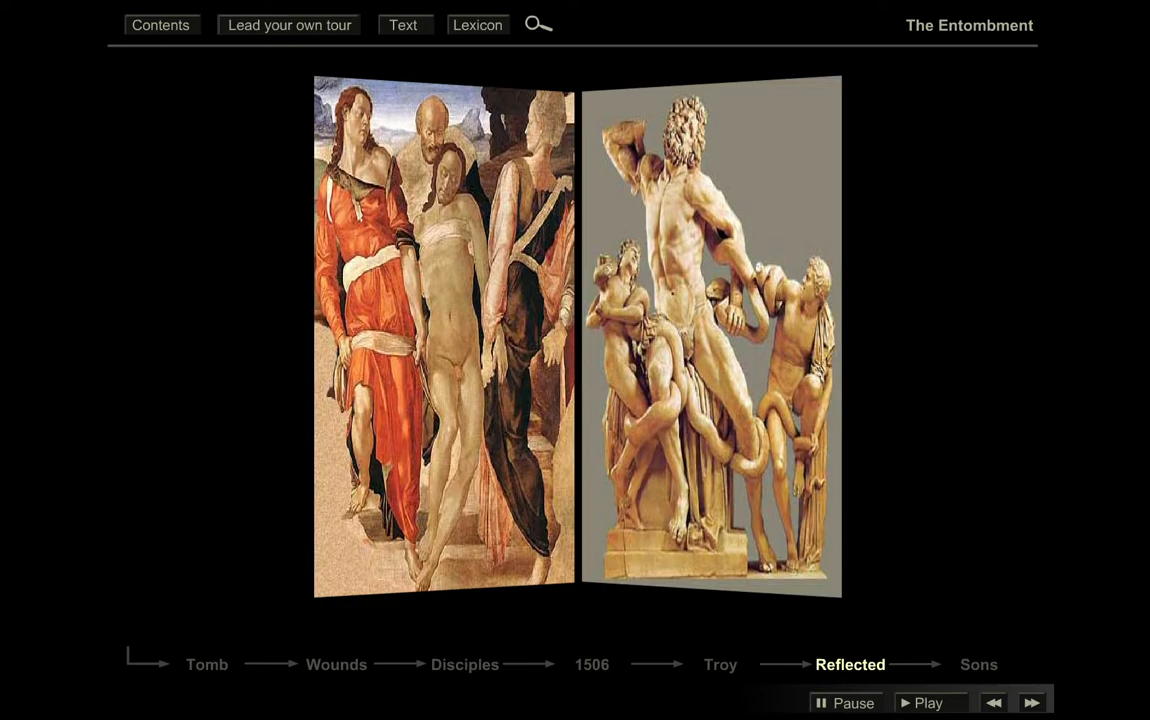 Contents Lead your own tour Text Lexicon The Entombment
Tomb Wounds Disciples 1506 Troy Reflected Sons
Pause Play